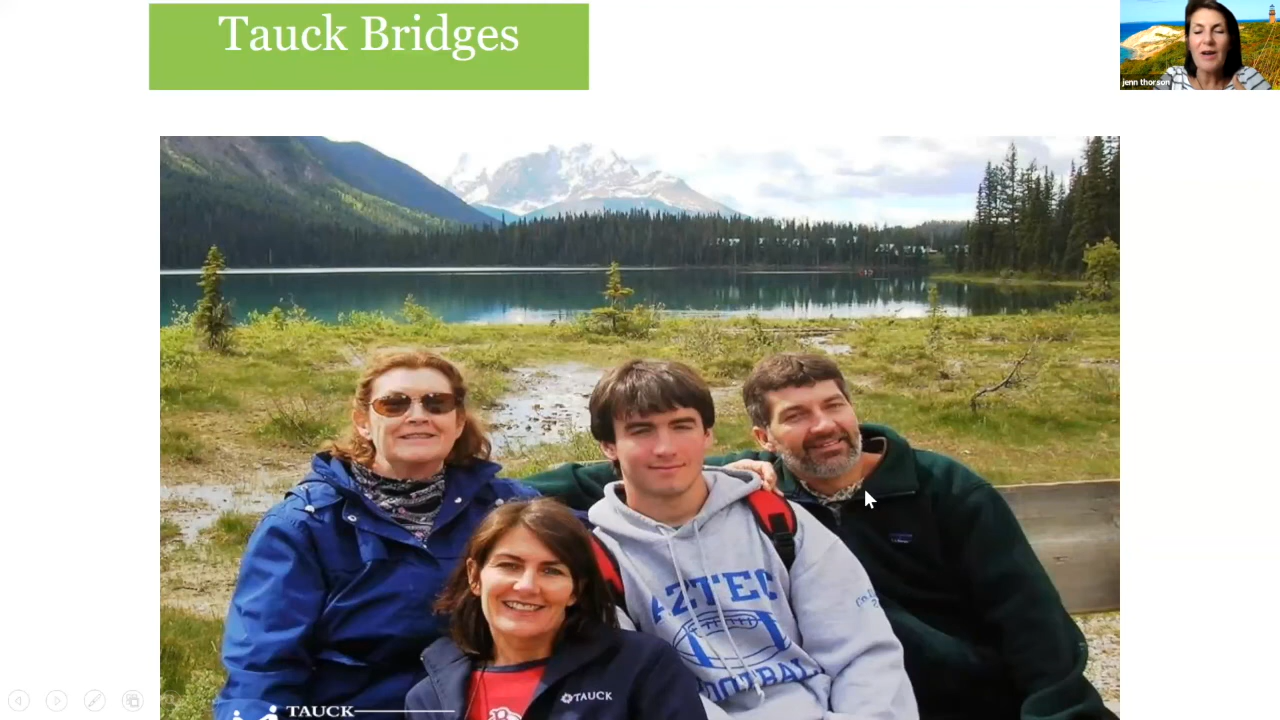 Tauck Bridges
jenn thorson
AZTEC
FOOTBALL
TAUCK
TAUCK